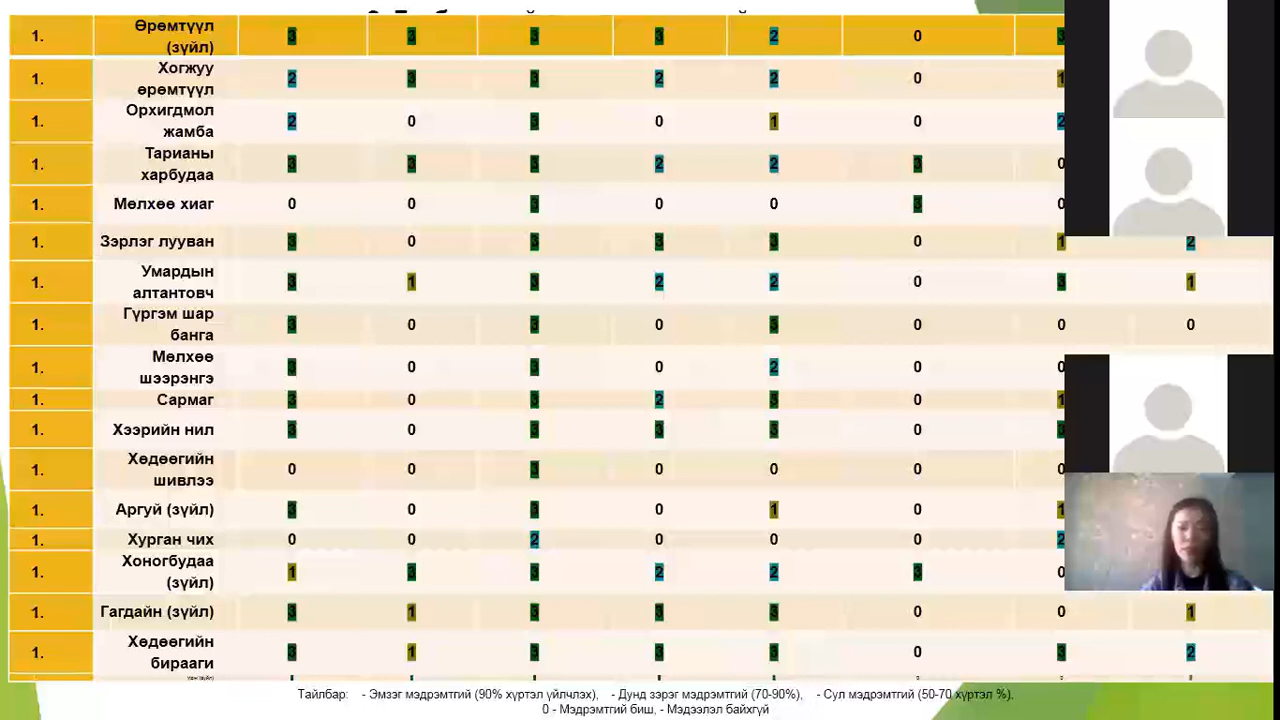 1. Өрөмтүүл (зүйл) 3 3 3 3 2 0 3
1. Хогжуу өрөмтүүл 2 3 3 2 2 0 1
1. Орхигдмол жамба 2 0 3 0 1 0 2
1. Тарианы харбудаа 3 3 3 2 2 3 0
1. Мөлхөө хиаг 0 0 3 0 0 3 0
1. Зэрлэг лууван 3 0 3 3 3 0 1 2
1. Умардын алтантовч 3 1 3 2 2 0 3 1
1. Гүргэм шар банга 3 0 3 0 3 0 0 0
1. Мөлхөө шээрэнгэ 3 0 3 0 2 0 0
1. Сармаг 3 0 3 2 3 0 1
1. Хээрийн нил 3 0 3 3 3 0 3
1. Хөдөөгийн шивлээ 0 0 3 0 0 0 0
1. Аргуй (зүйл) 3 0 3 0 1 0 1
1. Хурган чих 0 0 2 0 0 0 2
1. Хоногбудаа (зүйл) 1 3 3 2 2 3 0
1. Гагдайн (зүйл) 3 1 3 3 3 0 0 1
1. Хөдөөгийн бирааги 3 1 3 3 3 0 3 2
Тайлбар: - Эмзэг мэдрэмтгий (90% хүртэл үйлчлэх), - Дунд зэрэг мэдрэмтгий (70-90%), - Сул мэдрэмтгий (50-70 хүртэл %).
0 - Мэдрэмтгий биш, - Мэдээлэл байхгүй